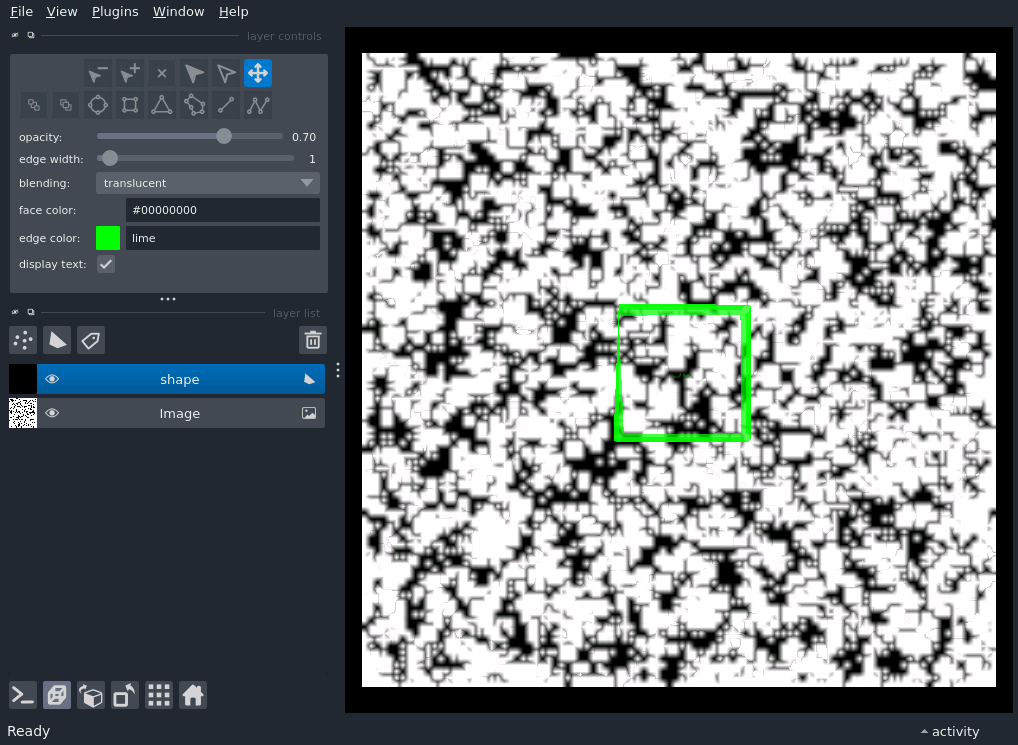 File View Plugins Window Help
layer controls
opacity: 0.70
edge width: 1
blending: translucent
face color: #00000000
edge color: lime
display text:
layer list
shape
Image
Ready
activity